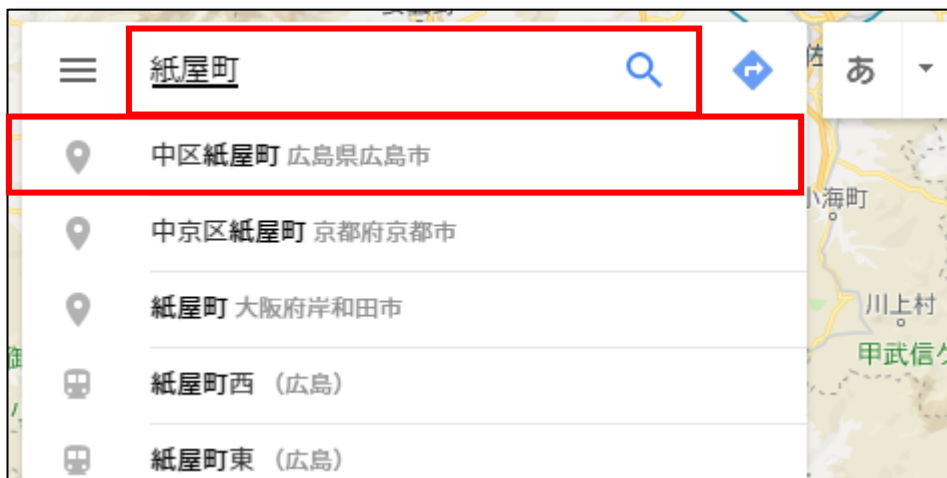 紙屋町
あ
中区紙屋町 広島県広島市
中京区紙屋町 京都府京都市
紙屋町 大阪府岸和田市
紙屋町西 （広島）
紙屋町東 （広島）
佐
小海町
川上村
甲武信ケ
御